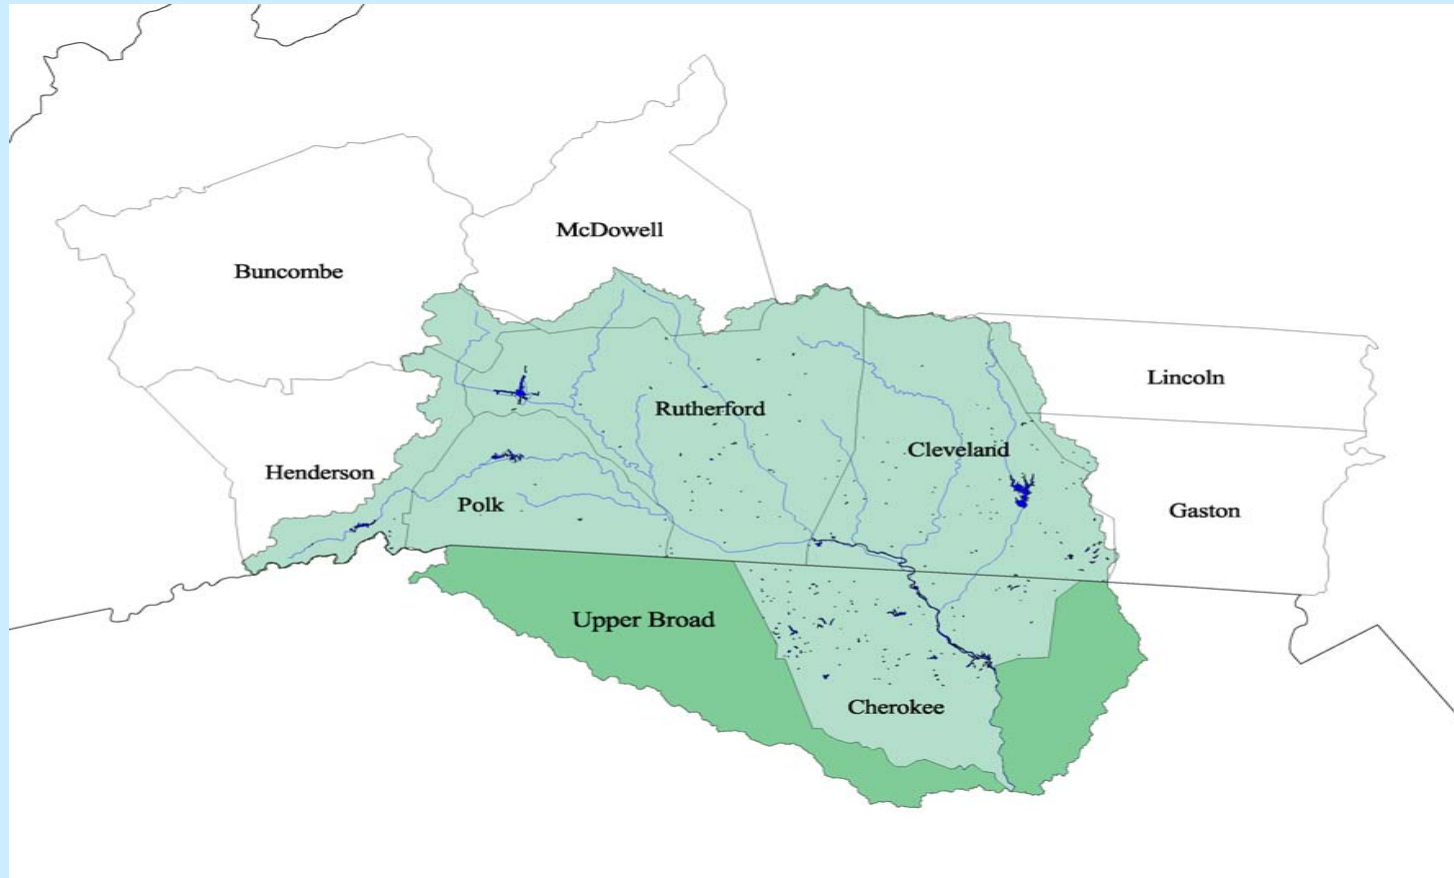 McDowell
Buncombe
Lincoln
Rutherford
Cleveland
Henderson
Polk
Gaston
Upper Broad
Cherokee